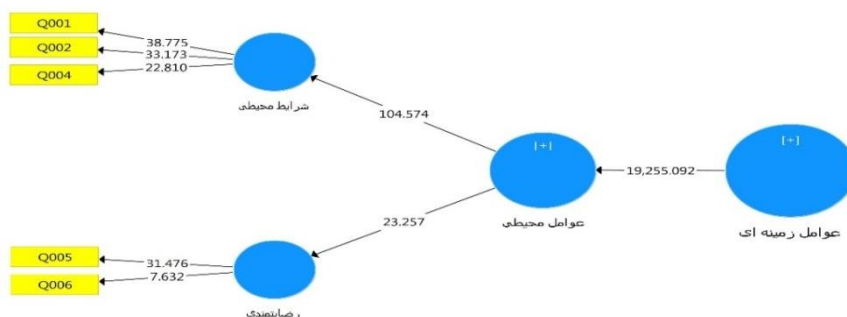 Q001
38.775
Q002
33.173
Q004
22.810
شرایط محیطی
104.574
[+]
[+]
19,255.092
عوامل محیطی
عوامل زمینه ای
23.257
Q005
31.476
Q006
7.632
رضایتمندی